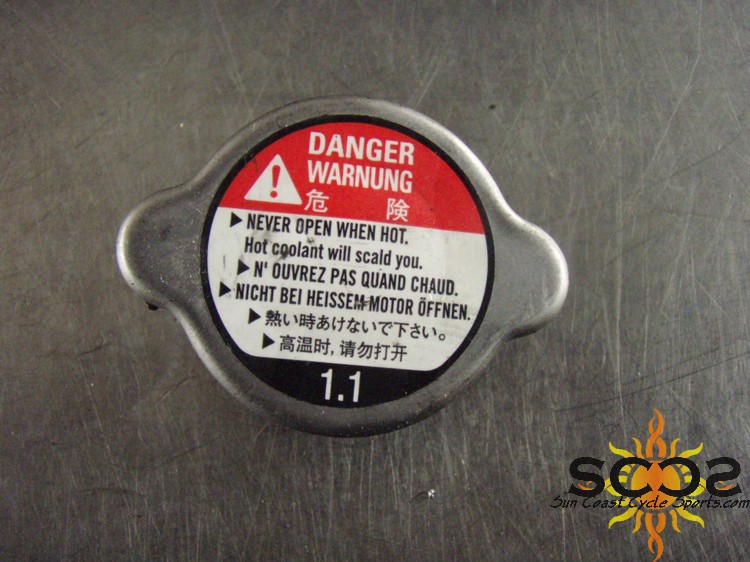 DANGER
WARNUNG
危 険
▶ NEVER OPEN WHEN HOT.
Hot coolant will scald you.
▶ N' OUVREZ PAS QUAND CHAUD.
▶ NICHT BEI HEISSEM MOTOR ÖFFNEN.
▶ 熱い時あけないで下さい。
▶ 高温时, 请勿打开
1.1
SCCS
Sun Coast Cycle Sports.com